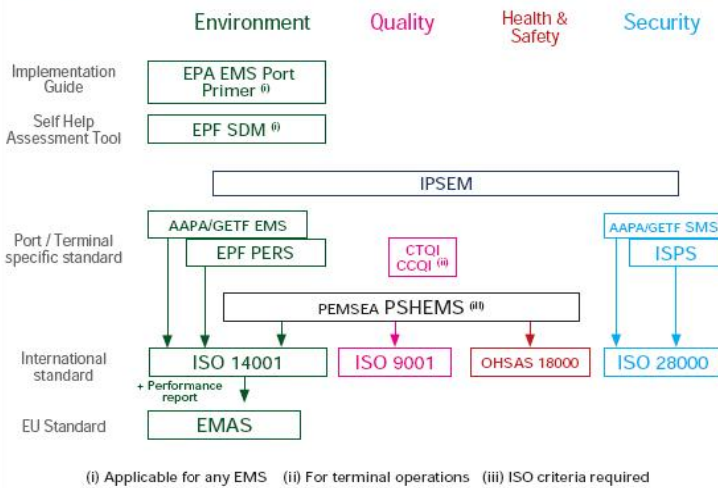 Environment Quality Health & Safety Security
Implementation Guide
EPA EMS Port Primer (i)
Self Help Assessment Tool
EPF SDM (i)
IPSEM
Port / Terminal specific standard
AAPA/GETF EMS
EPF PERS
CTQI
CCQI (ii)
AAPA/GETF SMS
ISPS
PEMSEA PSHEMS (iii)
International standard
ISO 14001
ISO 9001
OHSAS 18000
ISO 28000
+ Performance report
EU Standard
EMAS
(i) Applicable for any EMS (ii) For terminal operations (iii) ISO criteria required